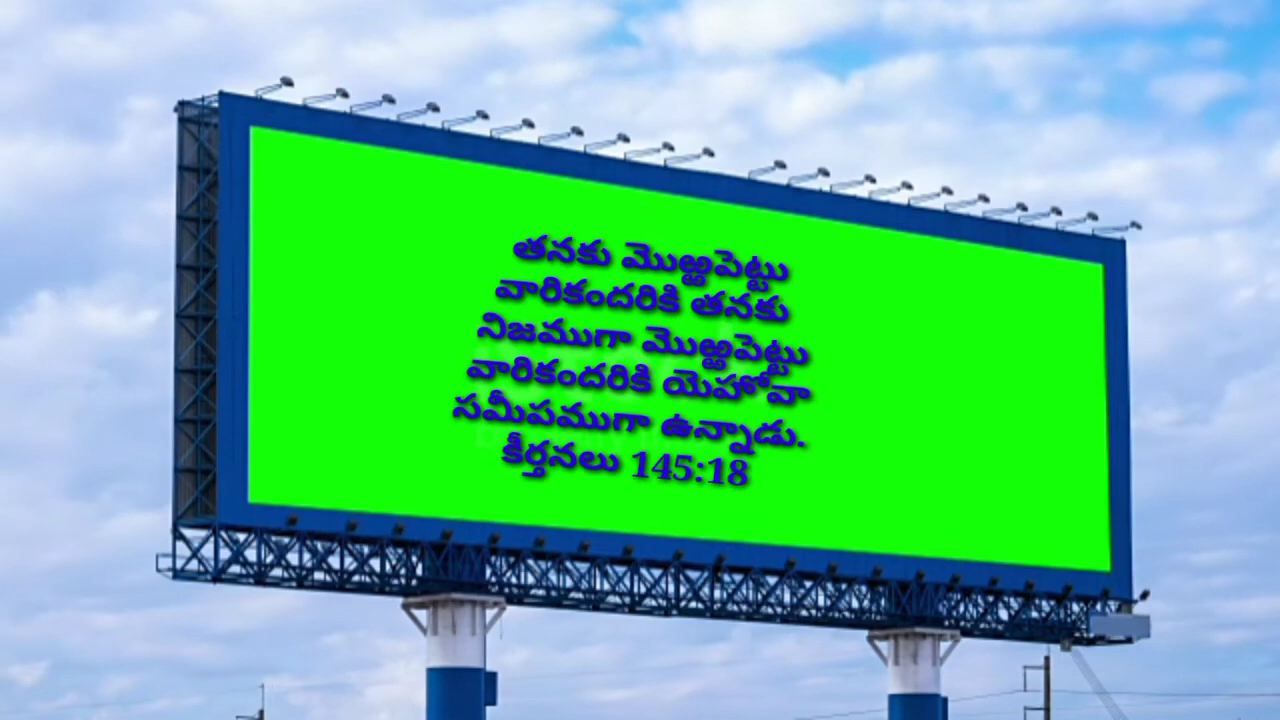 తనకు మొఱ్ఱపెట్టు
వారికందరికి తనకు
నిజముగా మొఱ్ఱపెట్టు
వారికందరికి యెహోవా
సమీపముగా ఉన్నాడు.
కీర్తనలు 145:18